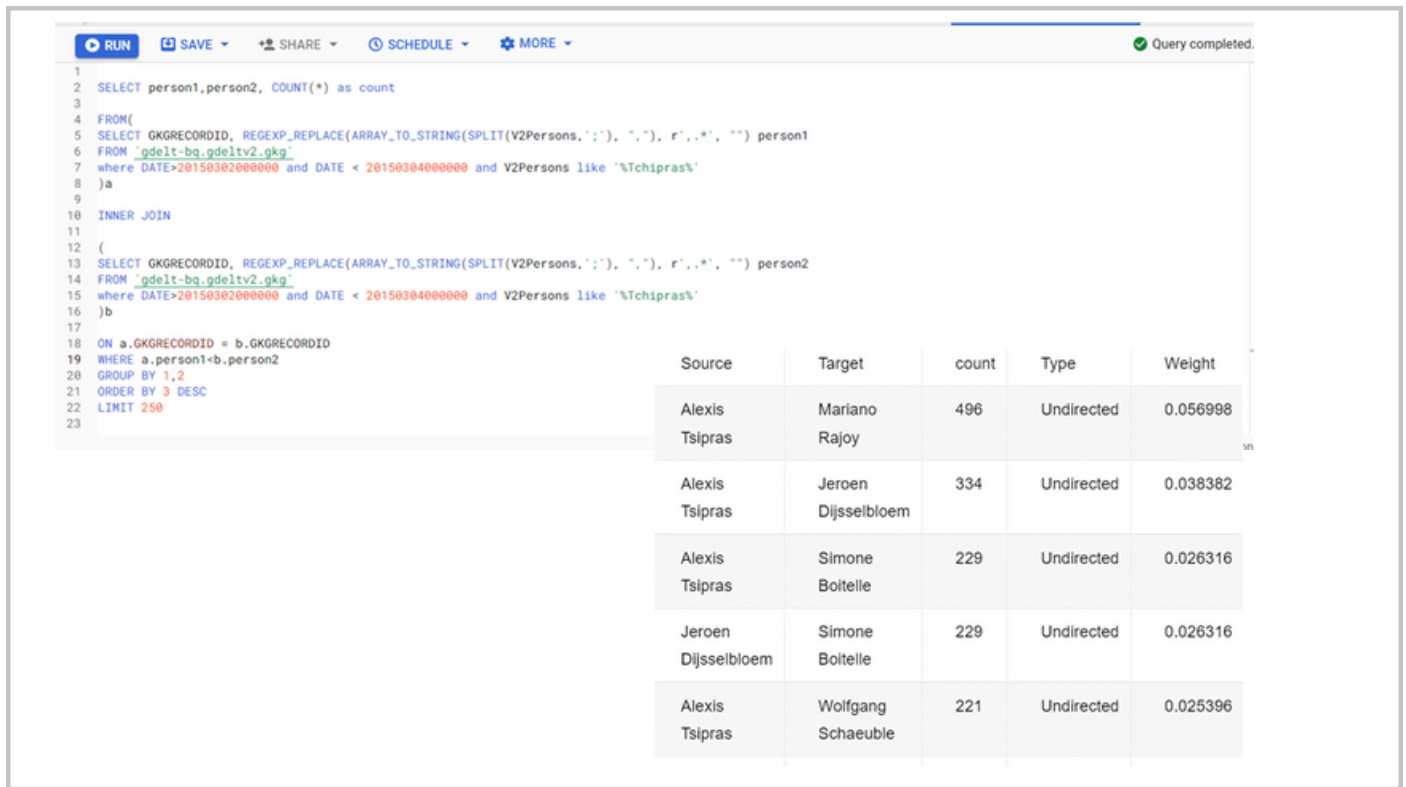 RUN SAVE SHARE SCHEDULE MORE Query completed.
1
2 SELECT person1,person2, COUNT(*) as count
3
4 FROM(
5 SELECT GKGRECORDID, REGEXP_REPLACE(ARRAY_TO_STRING(SPLIT(V2Persons,';'), ","), r',.*', "") person1
6 FROM `gdelt-bq.gdeltv2.gkg`
7 where DATE>20150302000000 and DATE < 20150304000000 and V2Persons like '%Tchipras%'
8 )a
9
10 INNER JOIN
11
12 (
13 SELECT GKGRECORDID, REGEXP_REPLACE(ARRAY_TO_STRING(SPLIT(V2Persons,';'), ","), r',.*', "") person2
14 FROM `gdelt-bq.gdeltv2.gkg`
15 where DATE>20150302000000 and DATE < 20150304000000 and V2Persons like '%Tchipras%'
16 )b
17
18 ON a.GKGRECORDID = b.GKGRECORDID
19 WHERE a.person1<b.person2
20 GROUP BY 1,2
21 ORDER BY 3 DESC
22 LIMIT 250
23
Source Target count Type Weight
Alexis Mariano 496 Undirected 0.056998
Tsipras Rajoy
Alexis Jeroen 334 Undirected 0.038382
Tsipras Dijsselbloem
Alexis Simone 229 Undirected 0.026316
Tsipras Boitelle
Jeroen Simone 229 Undirected 0.026316
Dijsselbloem Boitelle
Alexis Wolfgang 221 Undirected 0.025396
Tsipras Schaeuble